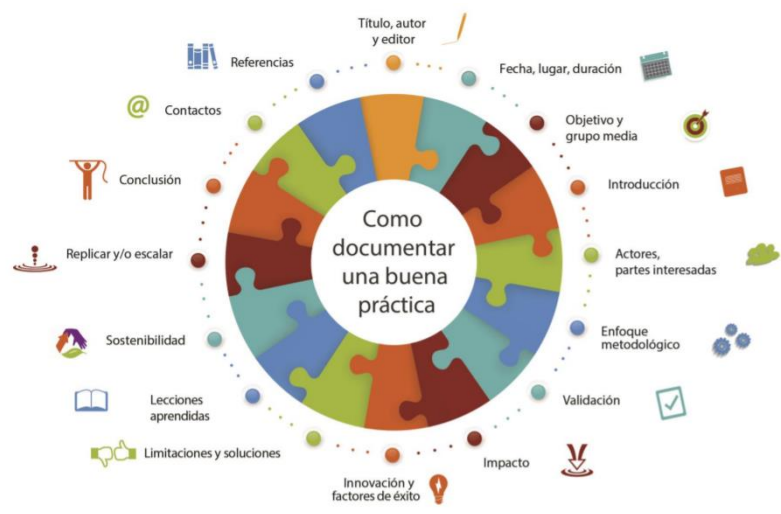 Título, autor
y editor
Fecha, lugar, duración
Objetivo y
grupo media
Introducción
Actores,
partes interesadas
Enfoque
metodológico
Validación
Impacto
Innovación y
factores de éxito
Limitaciones y soluciones
Lecciones
aprendidas
Sostenibilidad
Replicar y/o escalar
Conclusión
@
Contactos
Referencias
Como
documentar
una buena
práctica